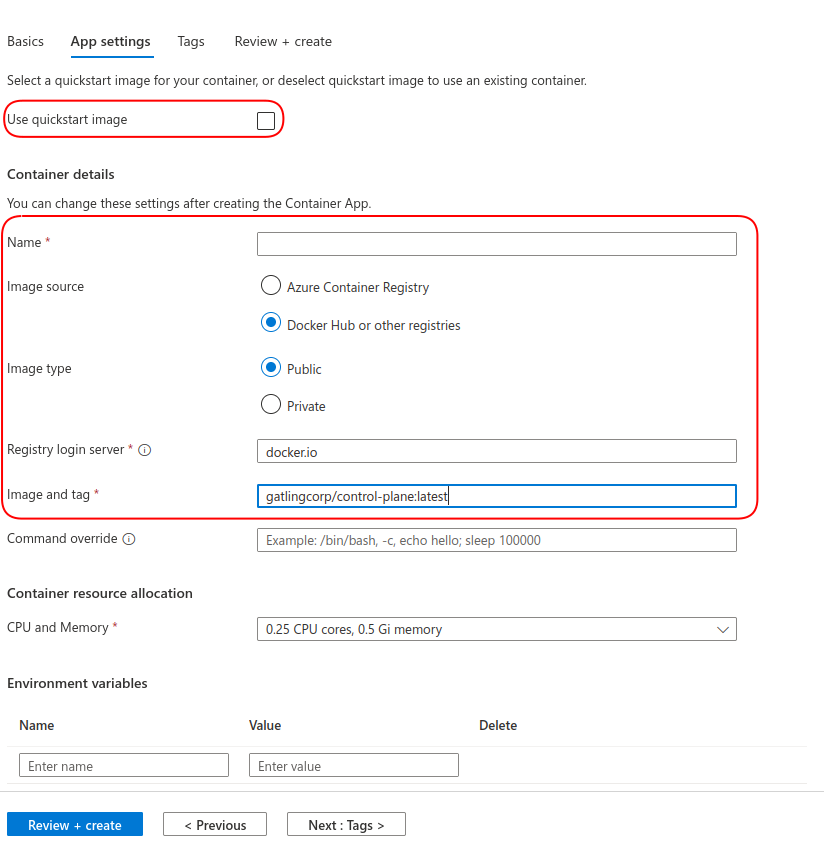 Basics App settings Tags Review + create
Select a quickstart image for your container, or deselect quickstart image to use an existing container.
Use quickstart image
Container details
You can change these settings after creating the Container App.
Name *
Image source
Azure Container Registry
Docker Hub or other registries
Image type
Public
Private
Registry login server * docker.io
Image and tag * gatlingcorp/control-plane:latest
Command override Example: /bin/bash, -c, echo hello; sleep 100000
Container resource allocation
CPU and Memory * 0.25 CPU cores, 0.5 Gi memory
Environment variables
Name Value Delete
Enter name Enter value
Review + create < Previous Next : Tags >